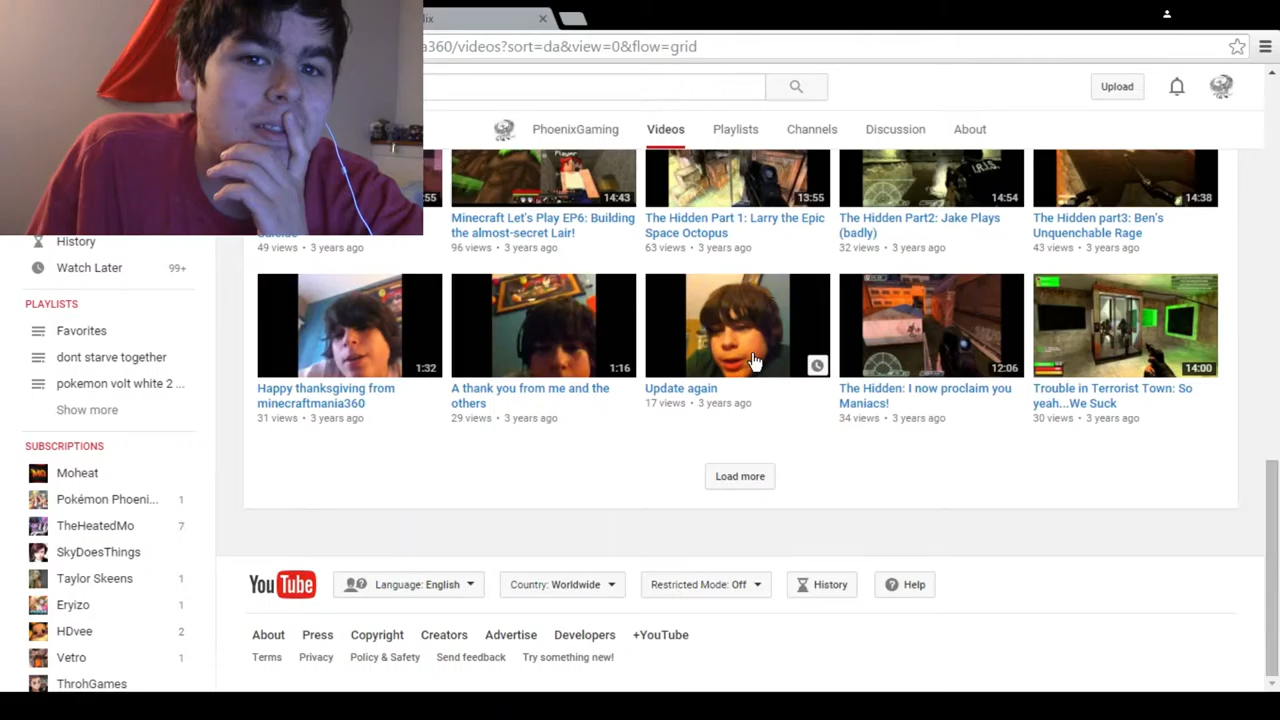 lix
a360/videos?sort=da&view=0&flow=grid
Upload
PhoenixGaming Videos Playlists Channels Discussion About
:55 14:43 13:55 14:54 14:38
Minecraft Let's Play EP6: Building The Hidden Part 1: Larry the Epic The Hidden Part2: Jake Plays The Hidden part3: Ben's
the almost-secret Lair! Space Octopus (badly) Unquenchable Rage
49 views • 3 years ago 96 views • 3 years ago 63 views • 3 years ago 32 views • 3 years ago 43 views • 3 years ago
1:32 1:16 12:06 14:00
Happy thanksgiving from A thank you from me and the Update again The Hidden: I now proclaim you Trouble in Terrorist Town: So
minecraftmania360 others 17 views • 3 years ago Maniacs! yeah...We Suck
31 views • 3 years ago 29 views • 3 years ago 34 views • 3 years ago 30 views • 3 years ago
Load more
History
Watch Later 99+
PLAYLISTS
Favorites
dont starve together
pokemon volt white 2 ...
Show more
SUBSCRIPTIONS
Moheat
Pokémon Phoeni... 1
TheHeatedMo 7
SkyDoesThings
Taylor Skeens 1
Eryizo 1
HDvee 2
Vetro 1
ThrohGames
YouTube Language: English Country: Worldwide Restricted Mode: Off History Help
About Press Copyright Creators Advertise Developers +YouTube
Terms Privacy Policy & Safety Send feedback Try something new!